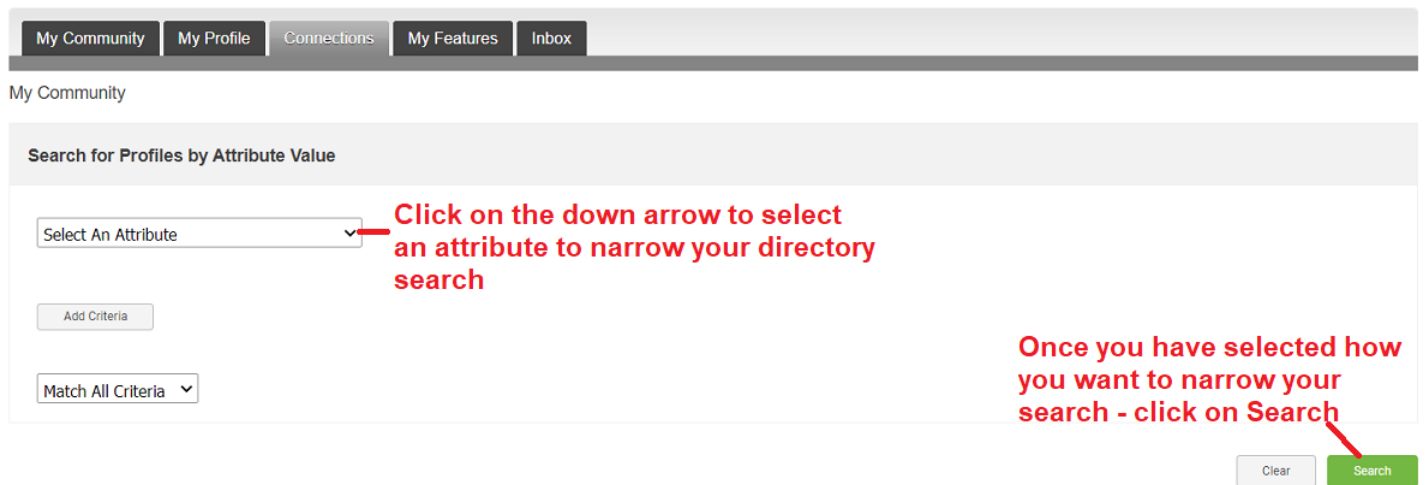 My Community My Profile Connections My Features Inbox
My Community
Search for Profiles by Attribute Value
Select An Attribute
Click on the down arrow to select
an attribute to narrow your directory
search
Add Criteria
Match All Criteria
Once you have selected how
you want to narrow your
search - click on Search
Clear Search